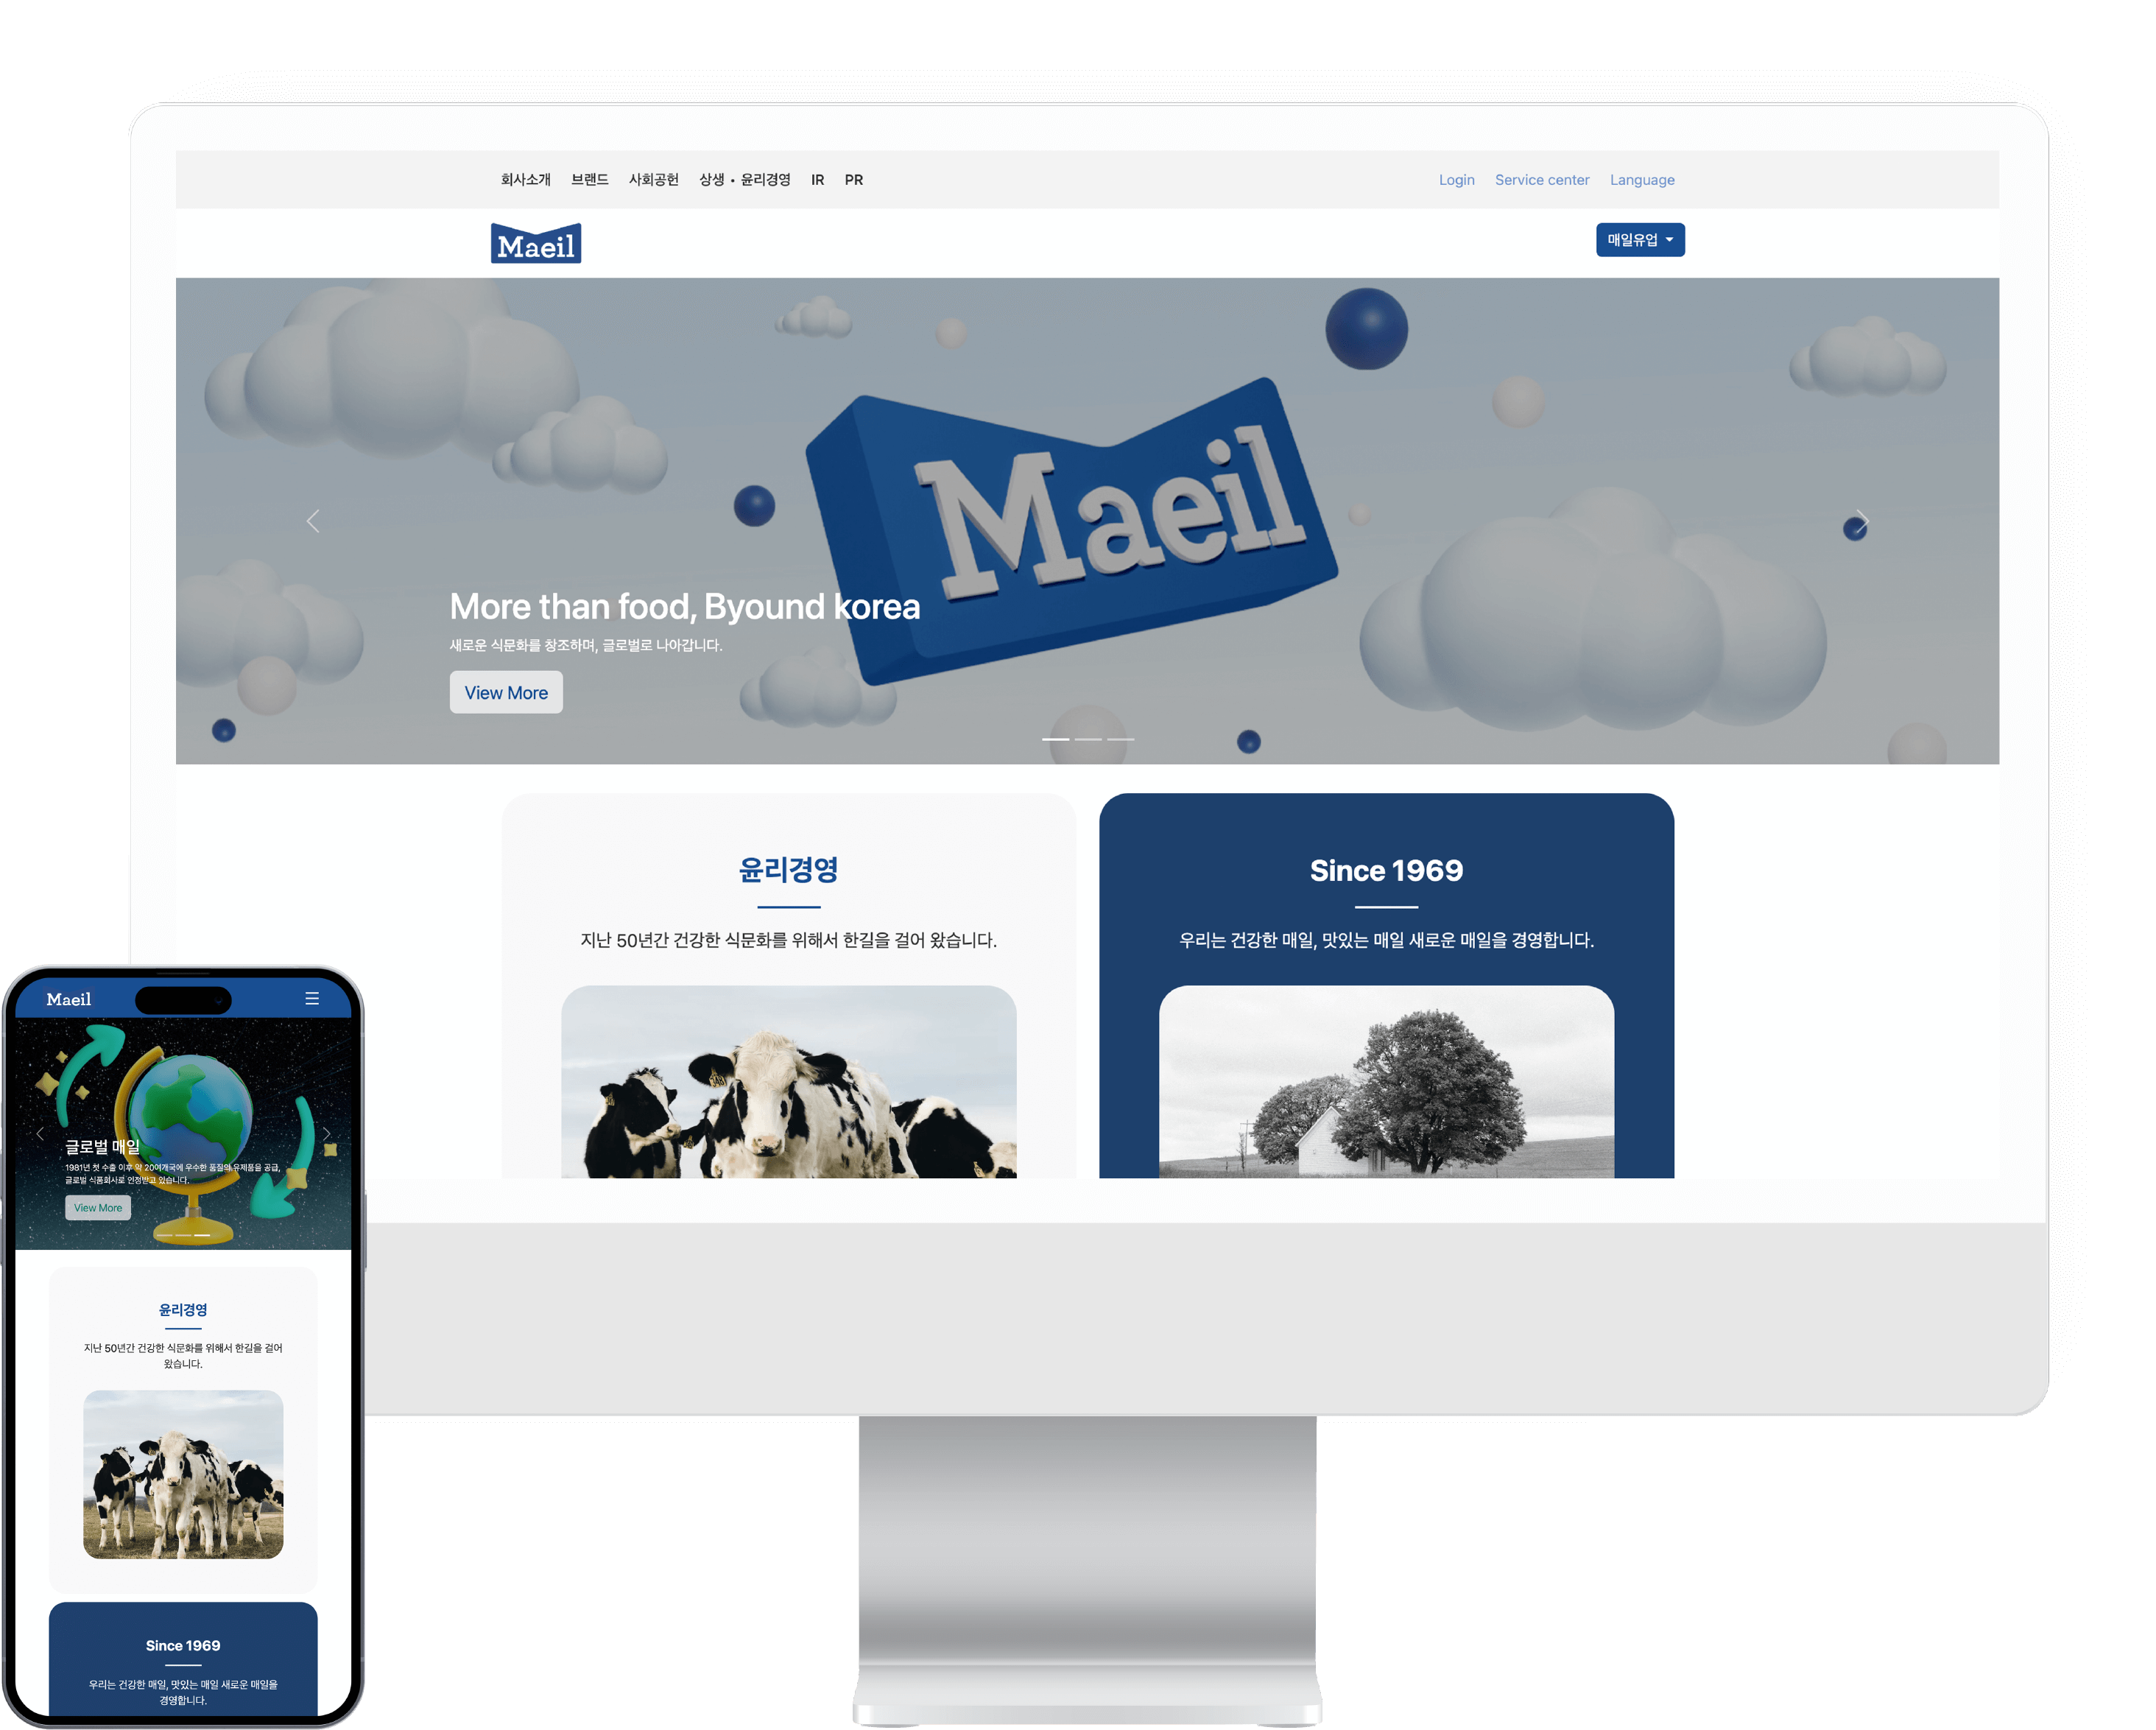 회사소개 브랜드 사회공헌 상생 • 윤리경영 IR PR Login Service center Language
Maeil 매일유업
Maeil
More than food, Byound korea
새로운 식문화를 창조하며, 글로벌로 나아갑니다.
View More
윤리경영
지난 50년간 건강한 식문화를 위해서 한길을 걸어 왔습니다.
Since 1969
우리는 건강한 매일, 맛있는 매일 새로운 매일을 경영합니다.
Maeil
글로벌 매일
1981년 첫 수출 이후 약 20여개국에 우수한 품질의 유제품을 공급,
글로벌 식품회사로 인정받고 있습니다.
View More
윤리경영
지난 50년간 건강한 식문화를 위해서 한길을 걸어
왔습니다.
Since 1969
우리는 건강한 매일, 맛있는 매일 새로운 매일을
경영합니다.